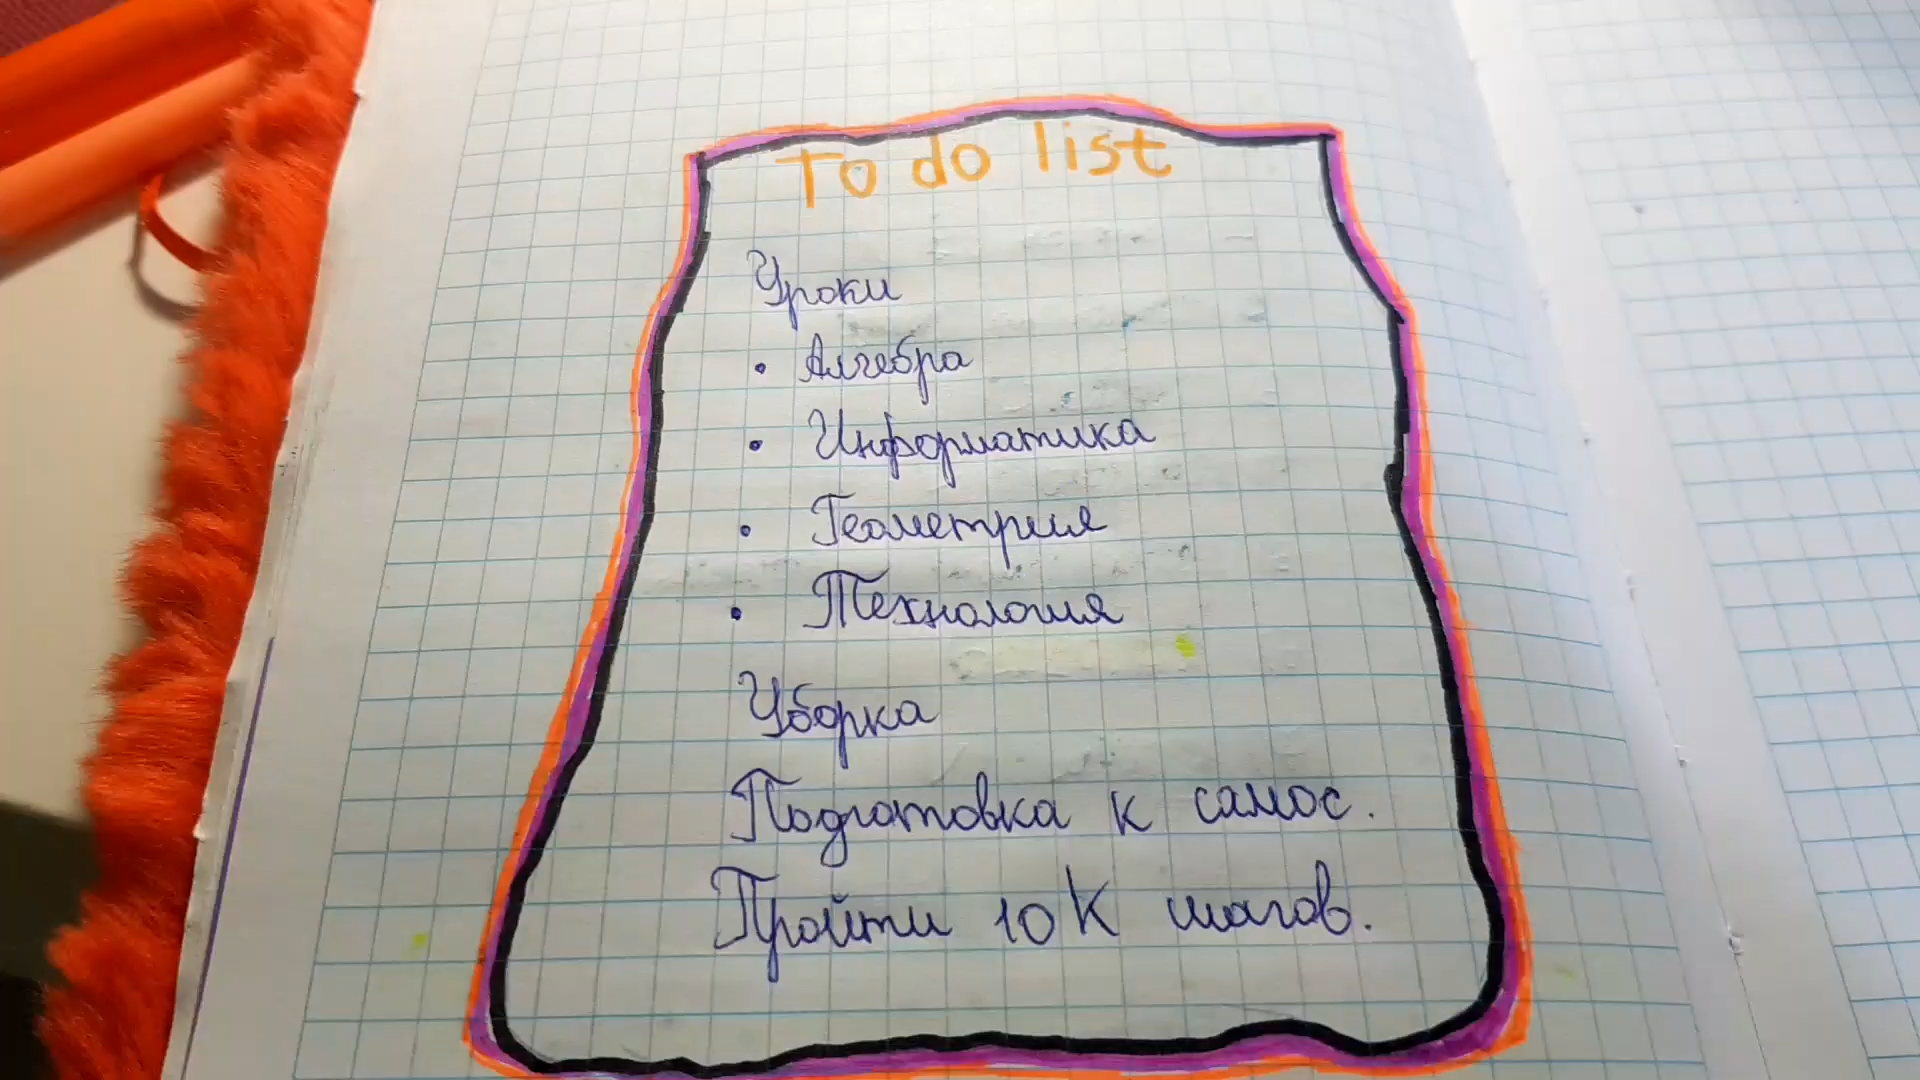 To do list
Уроки
• Алгебра
• Информатика
• Геометрия
• Технология
Уборка
Подготовка к самос.
Пройти 10К шагов.